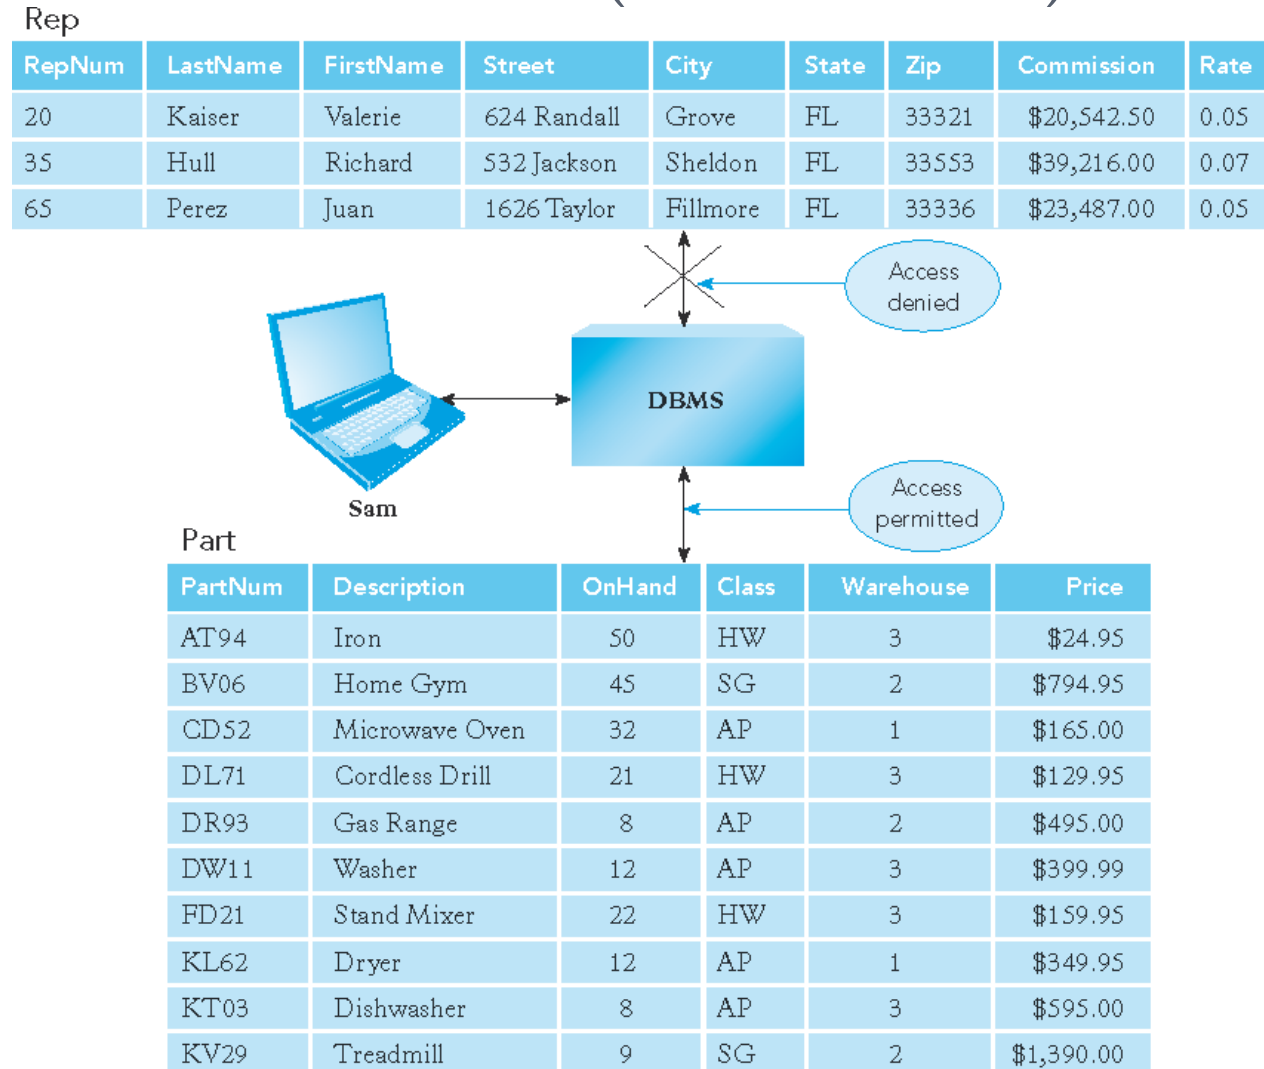 Rep
RepNum LastName FirstName Street City State Zip Commission Rate
20 Kaiser Valerie 624 Randall Grove FL 33321 $20,542.50 0.05
35 Hull Richard 532 Jackson Sheldon FL 33553 $39,216.00 0.07
65 Perez Juan 1626 Taylor Fillmore FL 33336 $23,487.00 0.05
Access
denied
DBMS
Sam
Access
permitted
Part
PartNum Description OnHand Class Warehouse Price
AT94 Iron 50 HW 3 $24.95
BV06 Home Gym 45 SG 2 $794.95
CD52 Microwave Oven 32 AP 1 $165.00
DL71 Cordless Drill 21 HW 3 $129.95
DR93 Gas Range 8 AP 2 $495.00
DW11 Washer 12 AP 3 $399.99
FD21 Stand Mixer 22 HW 3 $159.95
KL62 Dryer 12 AP 1 $349.95
KT03 Dishwasher 8 AP 3 $595.00
KV29 Treadmill 9 SG 2 $1,390.00